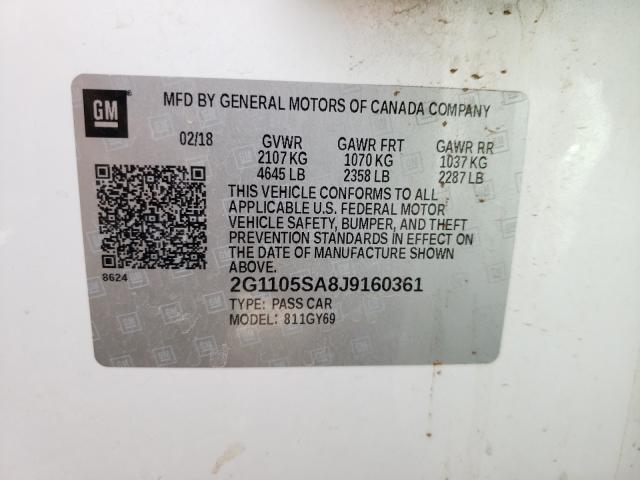 GM
MFD BY GENERAL MOTORS OF CANADA COMPANY
02/18 GVWR GAWR FRT GAWR RR
2107 KG 1070 KG 1037 KG
4645 LB 2358 LB 2287 LB
THIS VEHICLE CONFORMS TO ALL
APPLICABLE U.S. FEDERAL MOTOR
VEHICLE SAFETY, BUMPER, AND THEFT
PREVENTION STANDARDS IN EFFECT ON
THE DATE OF MANUFACTURE SHOWN
ABOVE.
8624
2G1105SA8J9160361
TYPE: PASS CAR
MODEL: 811GY69